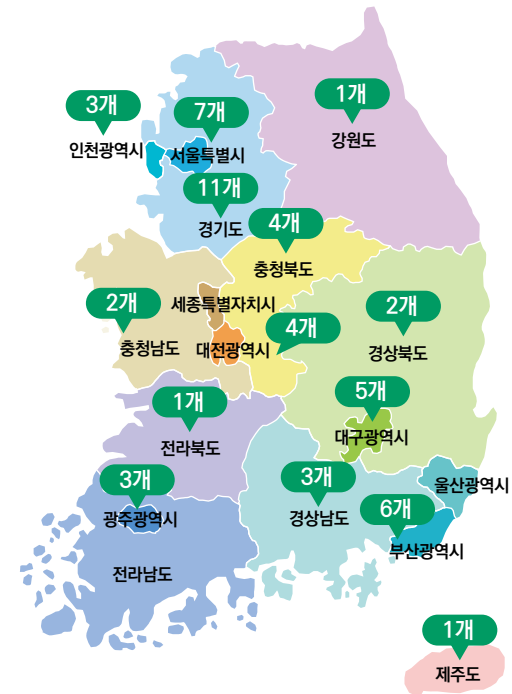 1개
강원도
3개
인천광역시
7개
서울특별시
11개
경기도
4개
충청북도
세종특별자치시
2개
충청남도
4개
대전광역시
2개
경상북도
5개
대구광역시
1개
전라북도
3개
광주광역시
3개
경상남도
울산광역시
6개
부산광역시
전라남도
1개
제주도